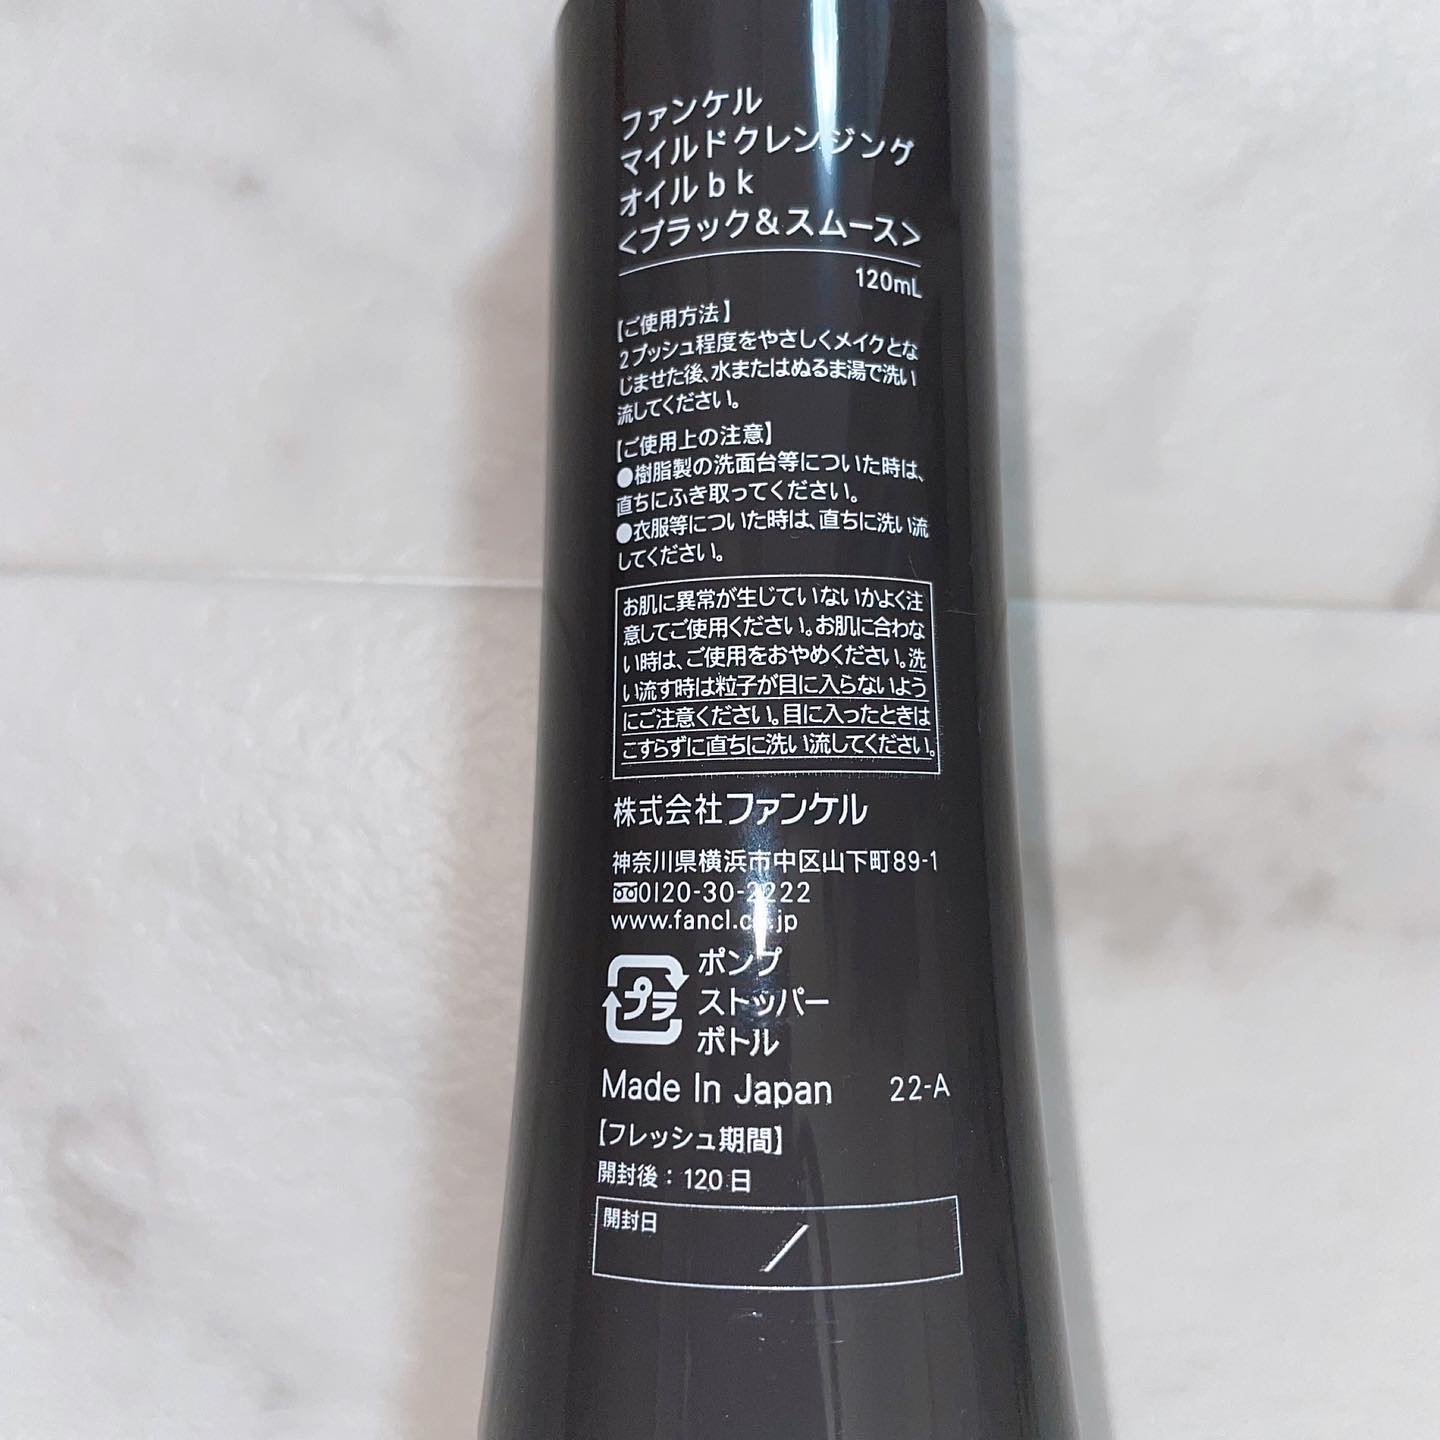 ファンケル
マイルドクレンジング
オイルbk
<ブラック&スムース>
120mL
【ご使用方法】
2プッシュ程度をやさしくメイクとな
じませた後、水またはぬるま湯で洗い
流してください。
【ご使用上の注意】
●樹脂製の洗面台等についた時は、
直ちにふき取ってください。
●衣服等についた時は、直ちに洗い流
してください。
お肌に異常が生じていないかよく注
意してご使用ください。お肌に合わな
い時は、ご使用をおやめください。洗
い流す時は粒子が目に入らないよう
にご注意ください。目に入ったときは
こすらずに直ちに洗い流してください。
株式会社ファンケル
神奈川県横浜市中区山下町89-1
0120-30-2222
www.fancl.co.jp
ポンプ
プラ ストッパー
ボトル
Made In Japan 22-A
【フレッシュ期間】
開封後：120日
開封日 /